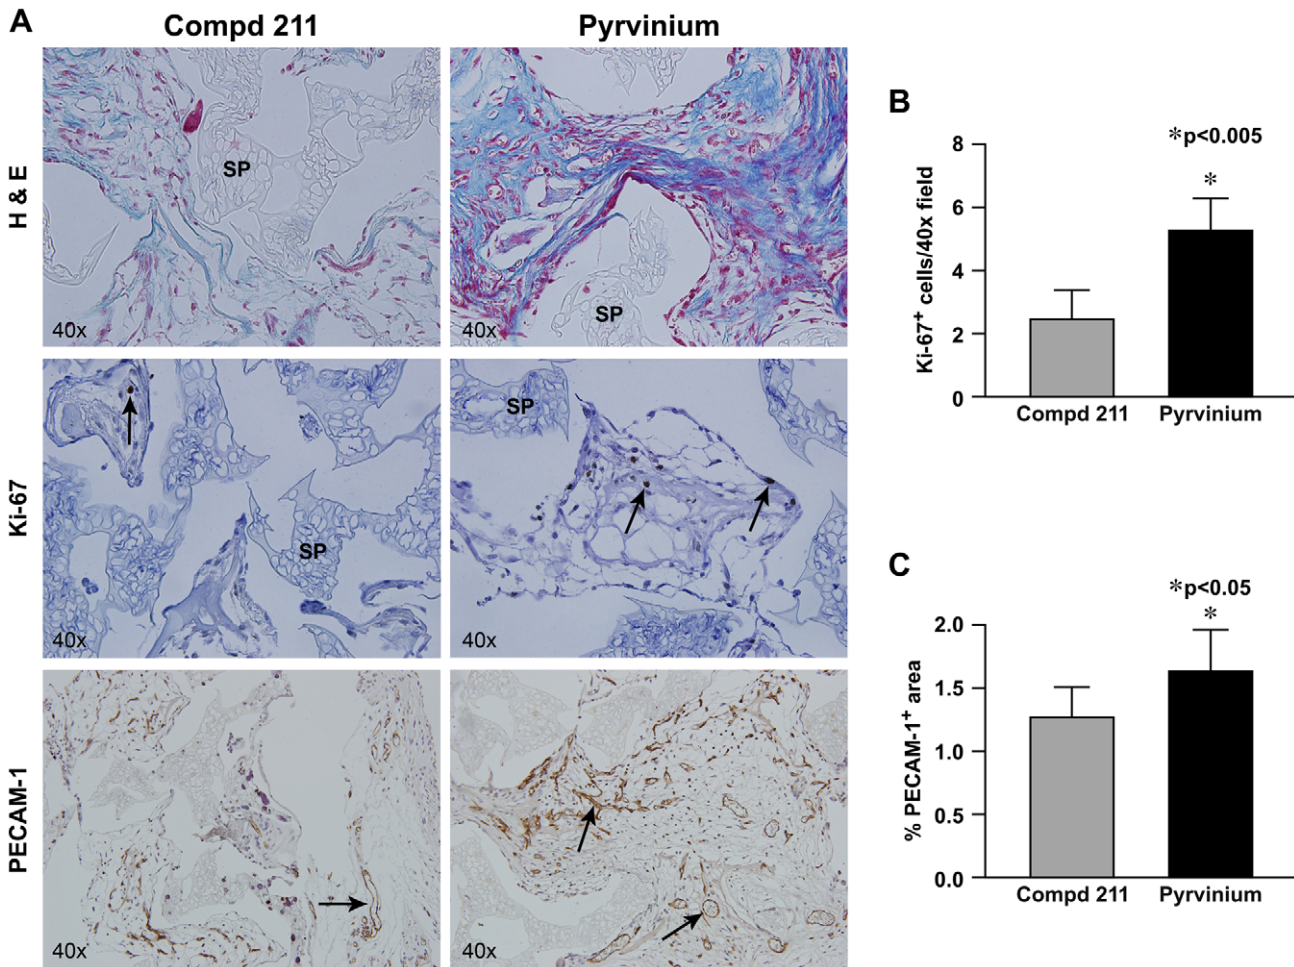 A
Compd 211
Pyrvinium
H & E
SP
40x
SP
40x
Ki-67
SP
40x
SP
40x
PECAM-1
40x
40x
B
*p<0.005
*
Ki-67+ cells/40x field
8
6
4
2
0
Compd 211
Pyrvinium
C
*p<0.05
*
% PECAM-1+ area
2.0
1.5
1.0
0.5
0.0
Compd 211
Pyrvinium